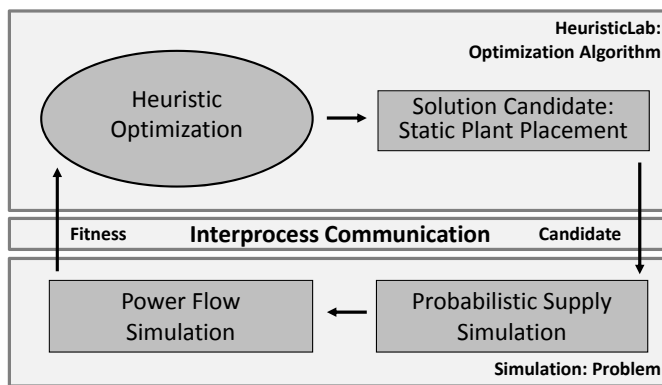 HeuristicLab:
Optimization Algorithm
Heuristic
Optimization
Solution Candidate:
Static Plant Placement
Fitness
Interprocess Communication
Candidate
Power Flow
Simulation
Probabilistic Supply
Simulation
Simulation: Problem